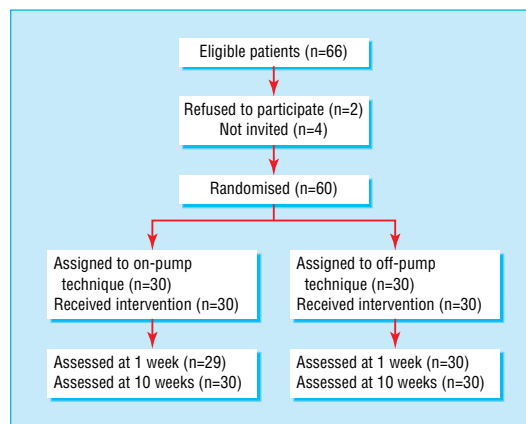 Eligible patients (n=66)
Refused to participate (n=2)
Not invited (n=4)
Randomised (n=60)
Assigned to on-pump
technique (n=30)
Received intervention (n=30)
Assigned to off-pump
technique (n=30)
Received intervention (n=30)
Assessed at 1 week (n=29)
Assessed at 10 weeks (n=30)
Assessed at 1 week (n=30)
Assessed at 10 weeks (n=30)